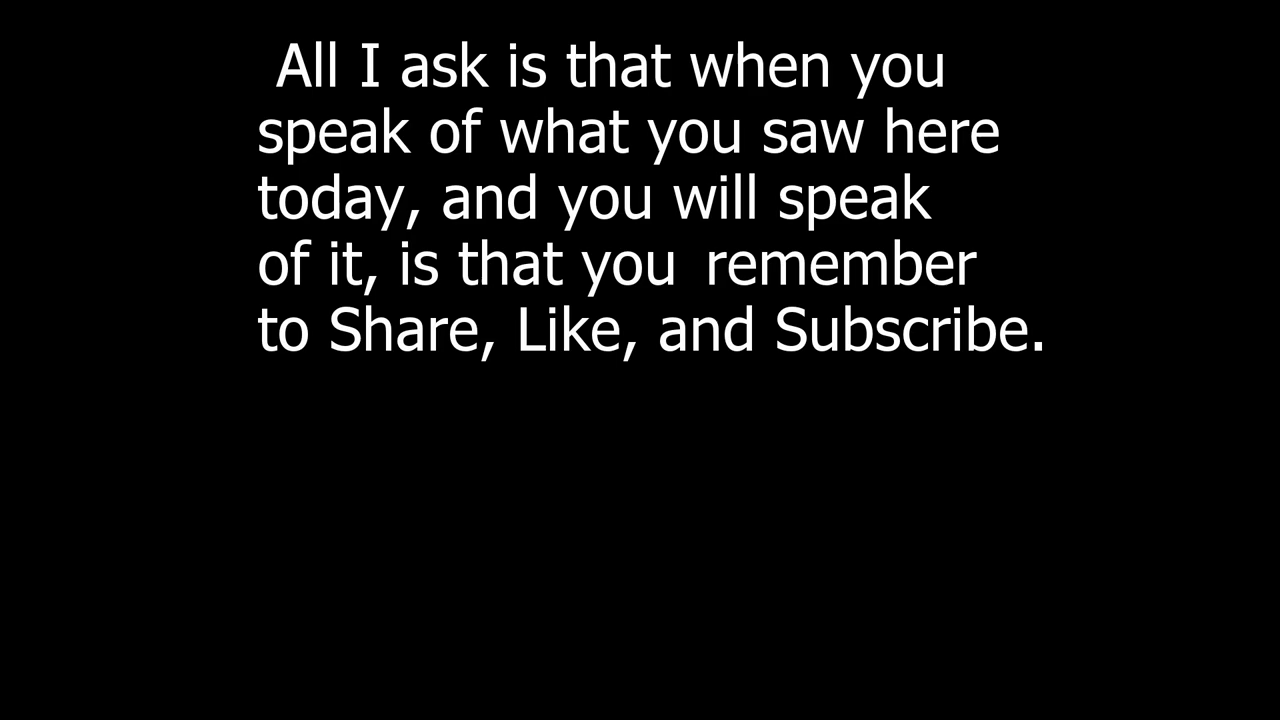 All I ask is that when you
speak of what you saw here
today, and you will speak
of it, is that you remember
to Share, Like, and Subscribe.